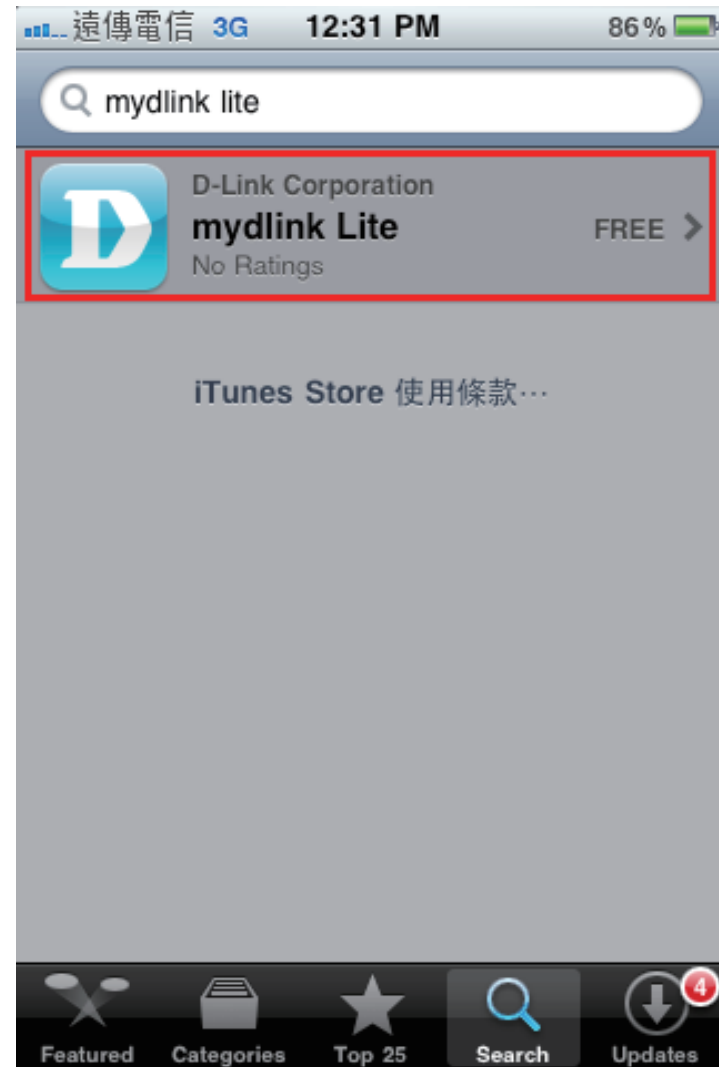 遠傳電信 3G 12:31 PM 86%
mydlink lite
D-Link Corporation
mydlink Lite
FREE
No Ratings
iTunes Store 使用條款…
4
Featured Categories Top 25 Search Updates